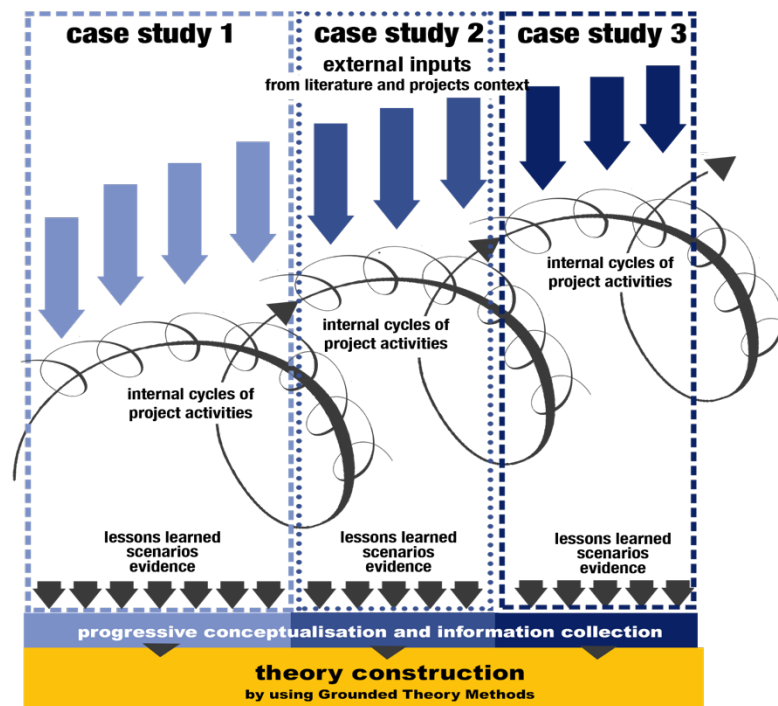 case study 1
case study 2
case study 3
external inputs
from literature and projects context
internal cycles of
project activities
internal cycles of
project activities
internal cycles of
project activities
lessons learned
scenarios
evidence
lessons learned
scenarios
evidence
lessons learned
scenarios
evidence
progressive conceptualisation and information collection
theory construction
by using Grounded Theory Methods